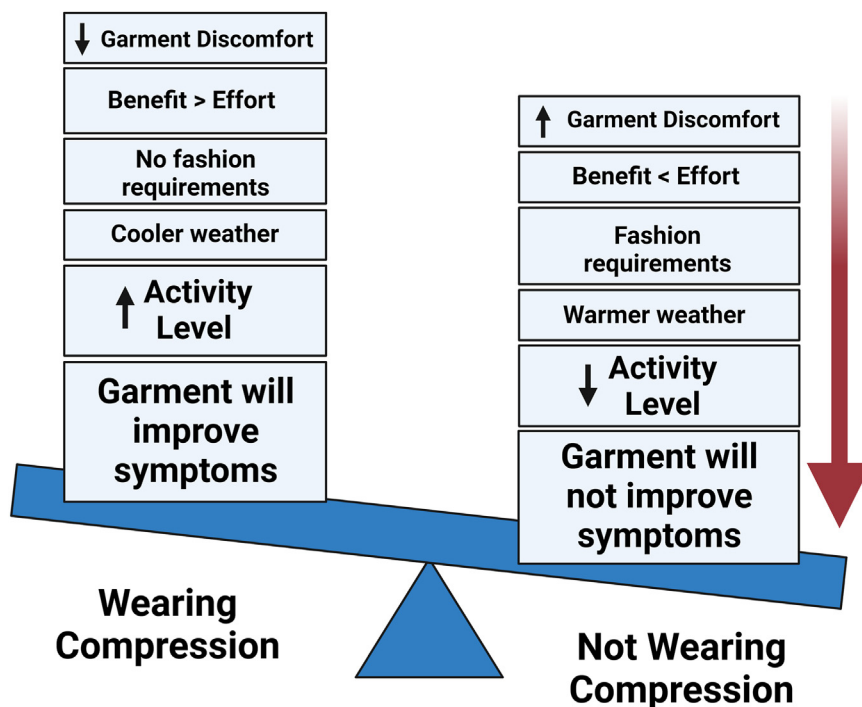 ↓ Garment Discomfort
Benefit > Effort
No fashion
requirements
Cooler weather
↑ Activity
Level
Garment will
improve
symptoms
Wearing
Compression
↑ Garment Discomfort
Benefit < Effort
Fashion
requirements
Warmer weather
↓ Activity
Level
Garment will
not improve
symptoms
Not Wearing
Compression